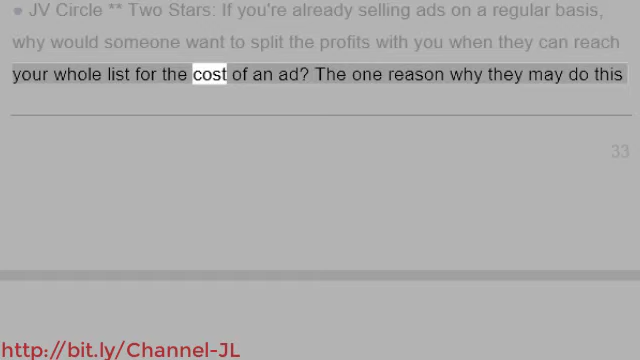 ● JV Circle ** Two Stars: If you're already selling ads on a regular basis,
why would someone want to split the profits with you when they can reach
your whole list for the cost of an ad? The one reason why they may do this
33
http://bit.ly/Channel-JL